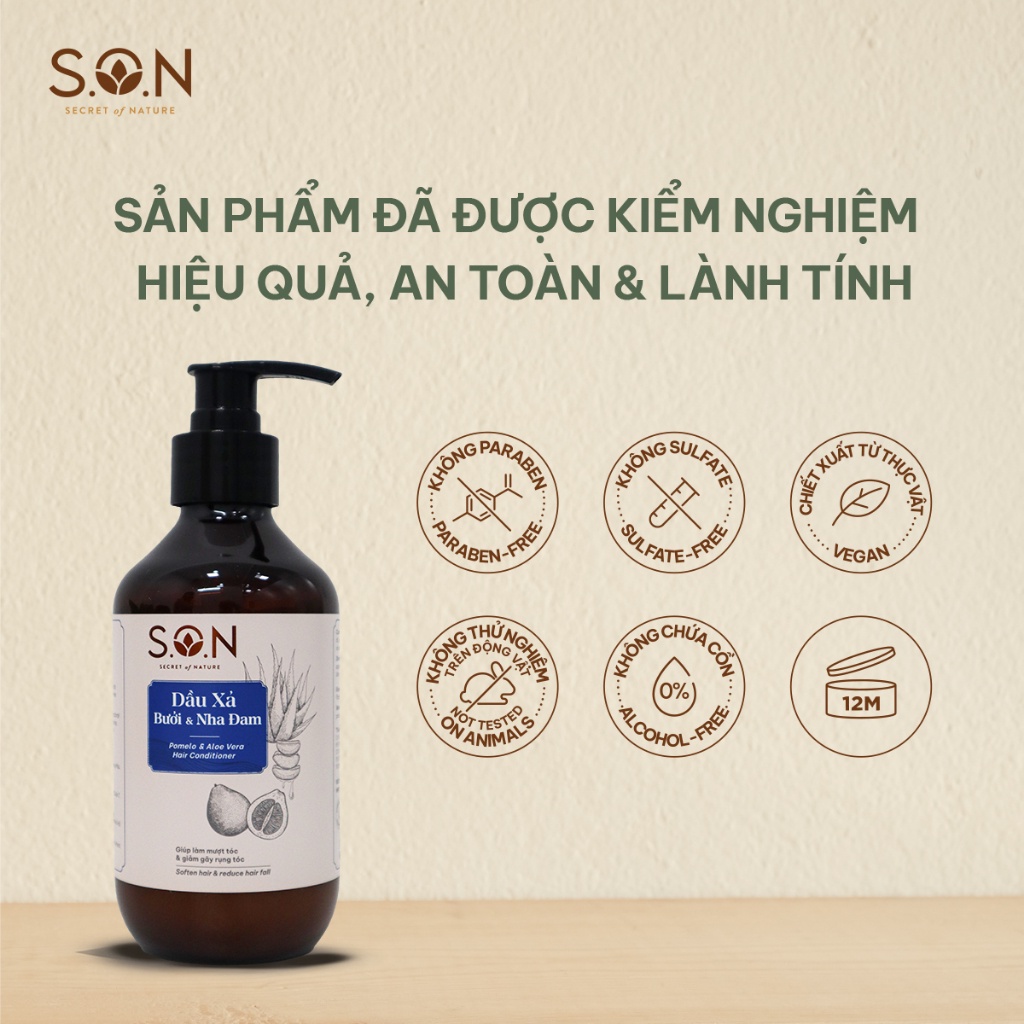 S.O.N
SECRET of NATURE
SẢN PHẨM ĐÃ ĐƯỢC KIỂM NGHIỆM
HIỆU QUẢ, AN TOÀN & LÀNH TÍNH
KHÔNG PARABEN
PARABEN-FREE
KHÔNG SULFATE
SULFATE-FREE
CHIẾT XUẤT TỪ THỰC VẬT
VEGAN
KHÔNG THỬ NGHIỆM
TRÊN ĐỘNG VẬT
NOT TESTED
ON ANIMALS
KHÔNG CHỨA CỒN
0%
ALCOHOL-FREE
12M
S.O.N
SECRET of NATURE
Dầu Xả
Bưởi & Nha Đam
Pomelo & Aloe Vera
Hair Conditioner
Giúp làm mượt tóc
& giảm gãy rụng tóc
Soften hair & reduce hair fall